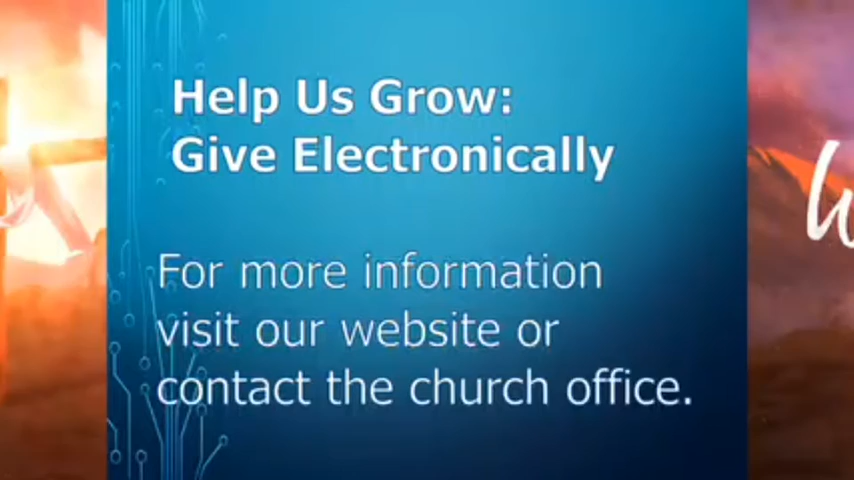 Help Us Grow:
Give Electronically
For more information
visit our website or
contact the church office.